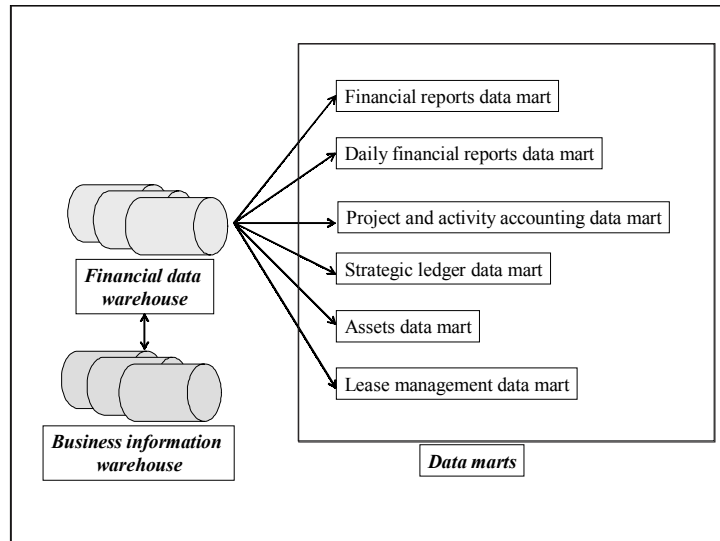 Financial reports data mart
Daily financial reports data mart
Project and activity accounting data mart
Strategic ledger data mart
Assets data mart
Lease management data mart
Financial data
warehouse
Business information
warehouse
Data marts